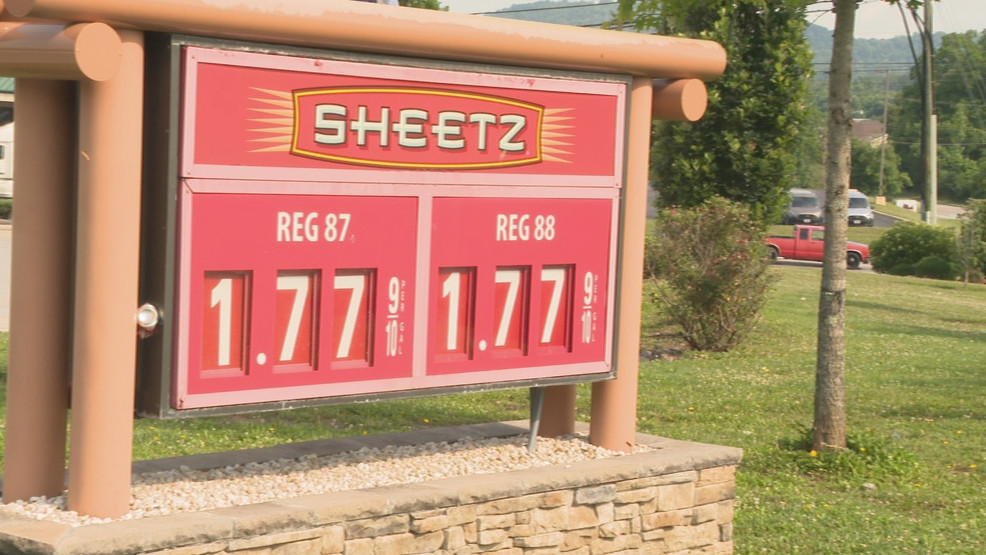 SHEETZ
REG 87
1.77 9/10 PER GAL
REG 88
1.77 9/10 PER GAL